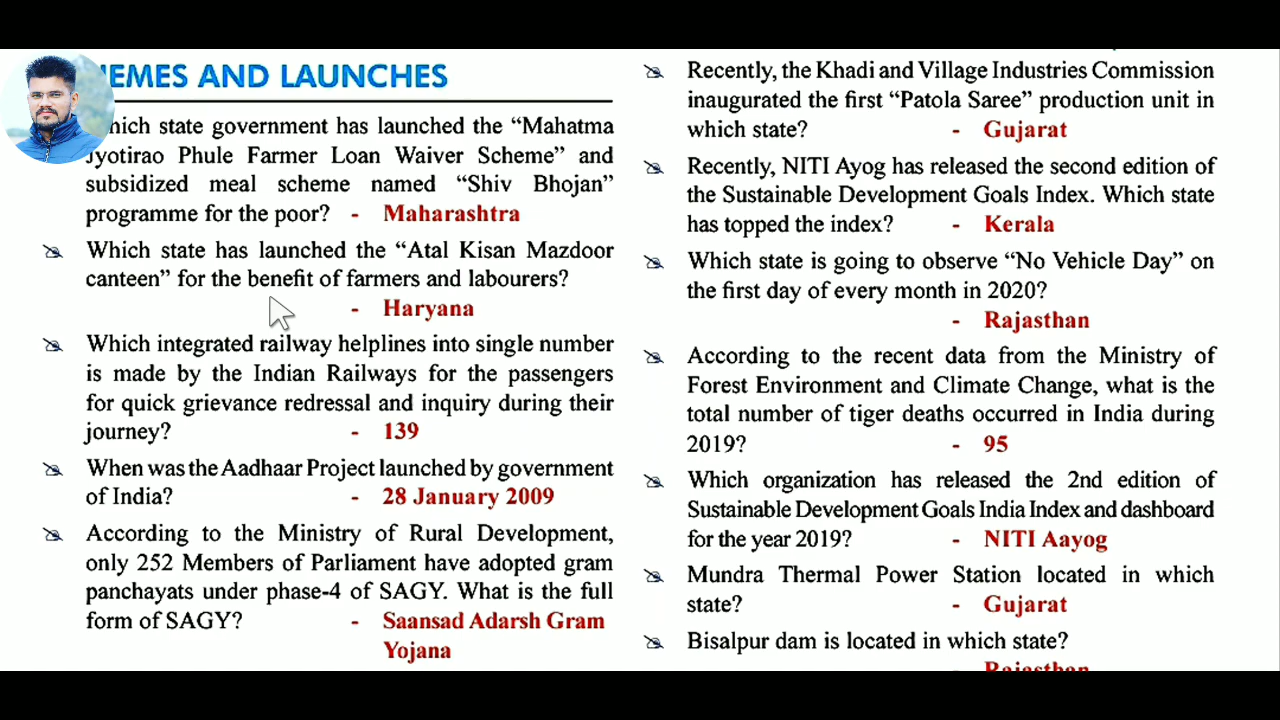 HEMES AND LAUNCHES
hich state government has launched the “Mahatma
Jyotirao Phule Farmer Loan Waiver Scheme” and
subsidized meal scheme named “Shiv Bhojan”
programme for the poor? - Maharashtra
Which state has launched the “Atal Kisan Mazdoor
canteen” for the benefit of farmers and labourers?
- Haryana
Which integrated railway helplines into single number
is made by the Indian Railways for the passengers
for quick grievance redressal and inquiry during their
journey? - 139
When was the Aadhaar Project launched by government
of India? - 28 January 2009
According to the Ministry of Rural Development,
only 252 Members of Parliament have adopted gram
panchayats under phase-4 of SAGY. What is the full
form of SAGY? - Saansad Adarsh Gram
Yojana
Recently, the Khadi and Village Industries Commission
inaugurated the first “Patola Saree” production unit in
which state? - Gujarat
Recently, NITI Ayog has released the second edition of
the Sustainable Development Goals Index. Which state
has topped the index? - Kerala
Which state is going to observe “No Vehicle Day” on
the first day of every month in 2020?
- Rajasthan
According to the recent data from the Ministry of
Forest Environment and Climate Change, what is the
total number of tiger deaths occurred in India during
2019? - 95
Which organization has released the 2nd edition of
Sustainable Development Goals India Index and dashboard
for the year 2019? - NITI Aayog
Mundra Thermal Power Station located in which
state? - Gujarat
Bisalpur dam is located in which state?
- Rajasthan